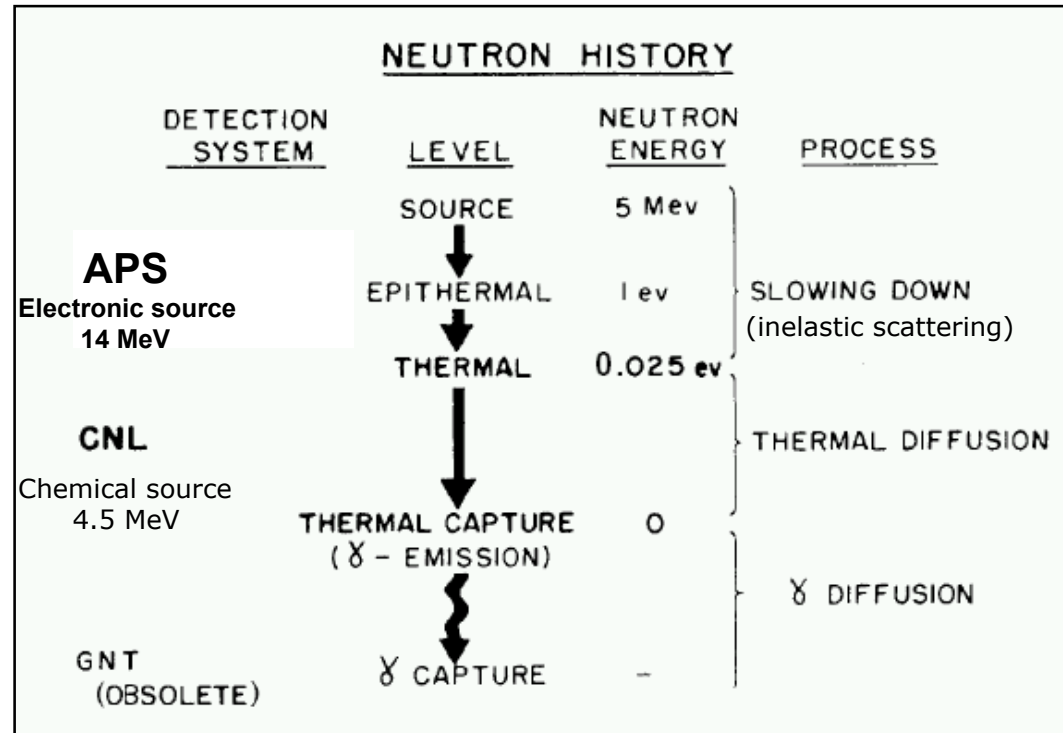 NEUTRON HISTORY
DETECTION SYSTEM LEVEL NEUTRON ENERGY PROCESS
SOURCE 5 Mev
APS
Electronic source
14 MeV
EPITHERMAL 1 ev SLOWING DOWN
(inelastic scattering)
THERMAL 0.025 ev
CNL THERMAL DIFFUSION
Chemical source
4.5 MeV
THERMAL CAPTURE 0
(ɣ - EMISSION)
ɣ DIFFUSION
GNT ɣ CAPTURE -
(OBSOLETE)